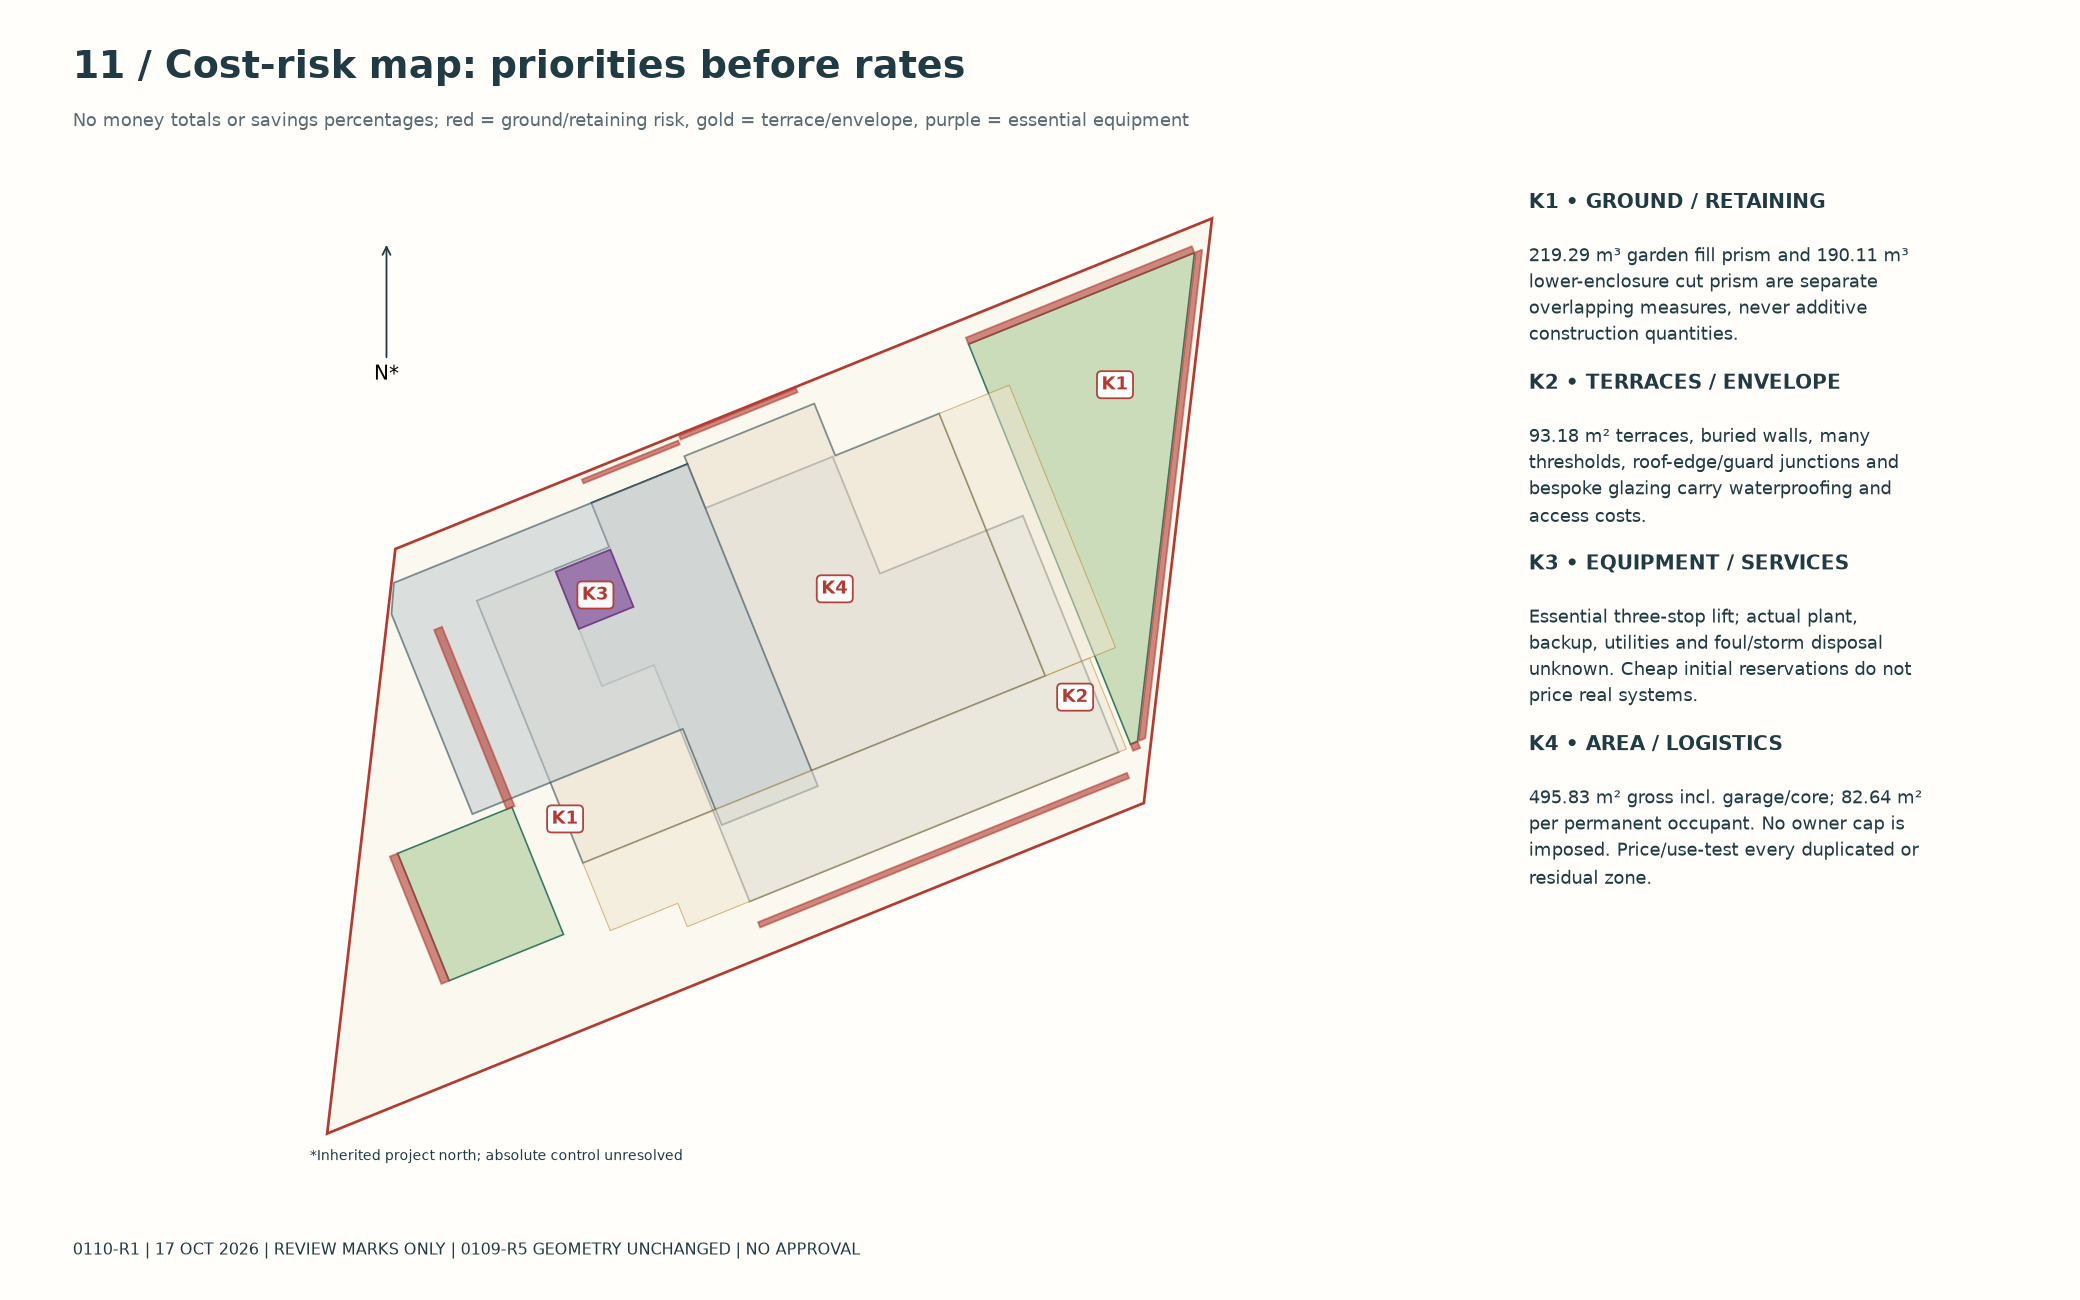 11 / Cost-risk map: priorities before rates
No money totals or savings percentages; red = ground/retaining risk, gold = terrace/envelope, purple = essential equipment
N*
K1
K3
K4
K2
K1
*Inherited project north; absolute control unresolved
K1 • GROUND / RETAINING
219.29 m³ garden fill prism and 190.11 m³
lower-enclosure cut prism are separate
overlapping measures, never additive
construction quantities.
K2 • TERRACES / ENVELOPE
93.18 m² terraces, buried walls, many
thresholds, roof-edge/guard junctions and
bespoke glazing carry waterproofing and
access costs.
K3 • EQUIPMENT / SERVICES
Essential three-stop lift; actual plant,
backup, utilities and foul/storm disposal
unknown. Cheap initial reservations do not
price real systems.
K4 • AREA / LOGISTICS
495.83 m² gross incl. garage/core; 82.64 m²
per permanent occupant. No owner cap is
imposed. Price/use-test every duplicated or
residual zone.
0110-R1 | 17 OCT 2026 | REVIEW MARKS ONLY | 0109-R5 GEOMETRY UNCHANGED | NO APPROVAL